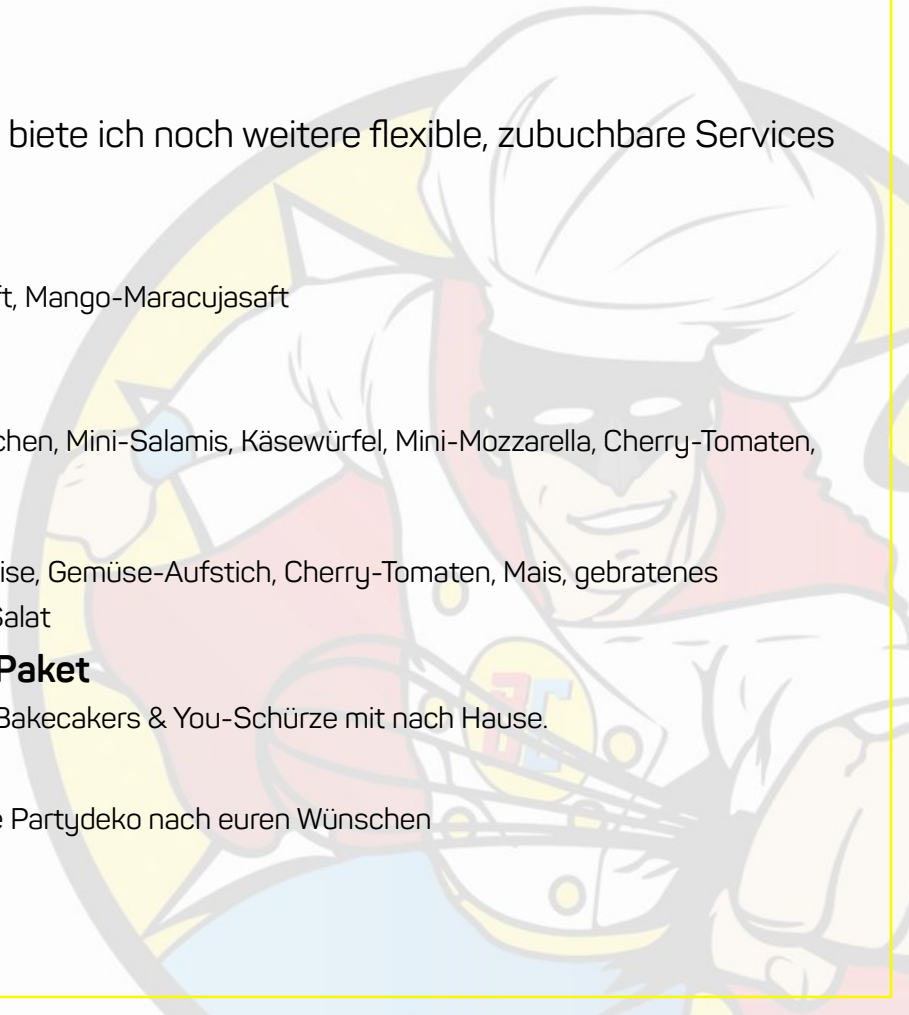 biete ich noch weitere flexible, zubuchbare Services
ft, Mango-Maracujasaft
chen, Mini-Salamis, Käsewürfel, Mini-Mozzarella, Cherry-Tomaten,
ise, Gemüse-Aufstich, Cherry-Tomaten, Mais, gebratenes
Salat
Paket
Bakecakers & You-Schürze mit nach Hause.
e Partydeko nach euren Wünschen
BC